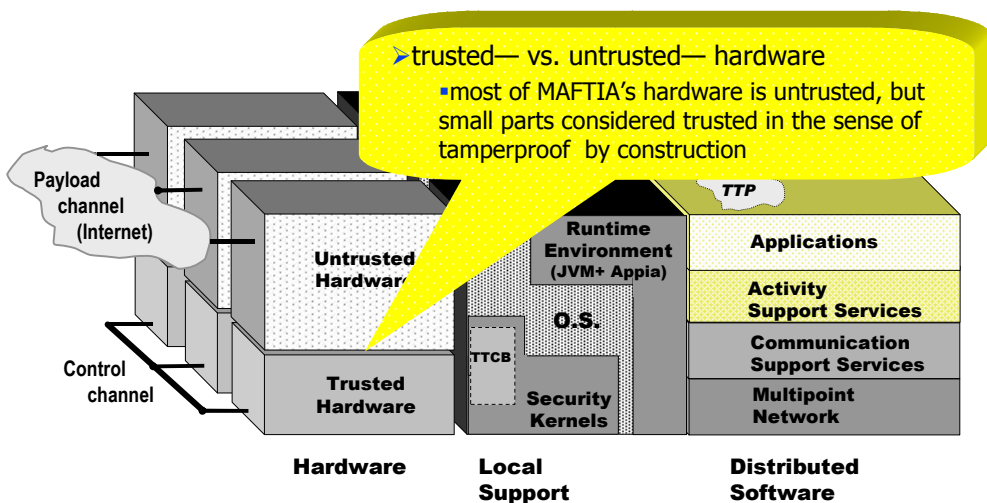 ➢trusted— vs. untrusted— hardware
▪most of MAFTIA's hardware is untrusted, but
small parts considered trusted in the sense of
tamperproof by construction
Payload
channel
(Internet)
Control
channel
Untrusted
Hardware
Trusted
Hardware
Runtime
Environment
(JVM+ Appia)
O.S.
TTCB
Security
Kernels
TTP
Applications
Activity
Support Services
Communication
Support Services
Multipoint
Network
Hardware
Local
Support
Distributed
Software